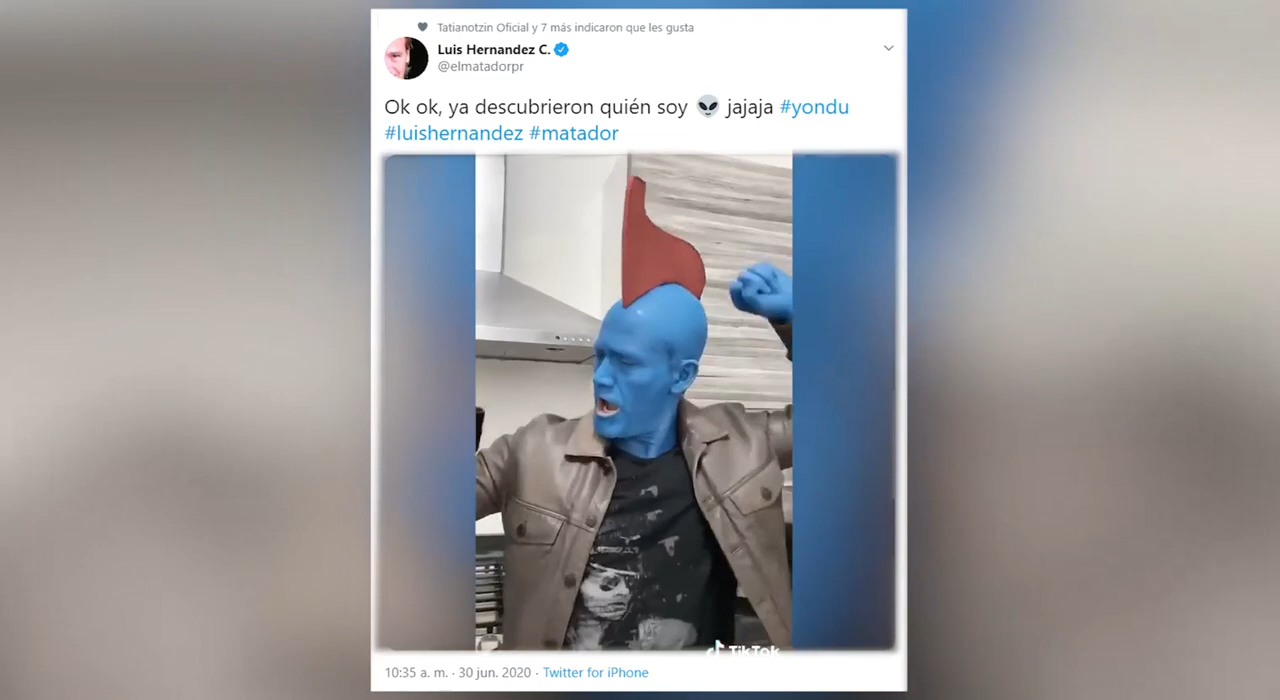 Tatianotzin Oficial y 7 más indicaron que les gusta
Luis Hernandez C.
@elmatadorpr
Ok ok, ya descubrieron quién soy 👽 jajaja #yondu
#luishernandez #matador
TikTok
10:35 a. m. · 30 jun. 2020 · Twitter for iPhone